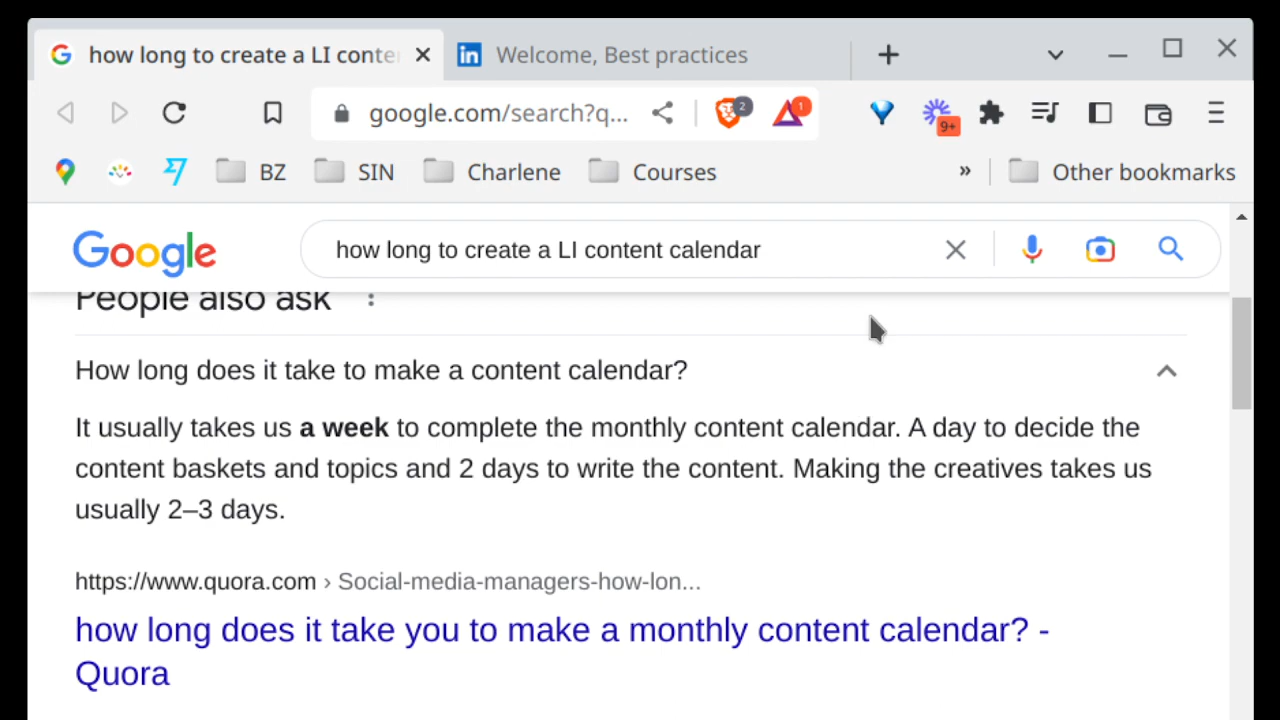 how long to create a LI conte
Welcome, Best practices
google.com/search?q...
2
1
9+
BZ
SIN
Charlene
Courses
»
Other bookmarks
Google
how long to create a LI content calendar
People also ask
How long does it take to make a content calendar?
It usually takes us a week to complete the monthly content calendar. A day to decide the
content baskets and topics and 2 days to write the content. Making the creatives takes us
usually 2–3 days.
https://www.quora.com › Social-media-managers-how-lon...
how long does it take you to make a monthly content calendar? -
Quora